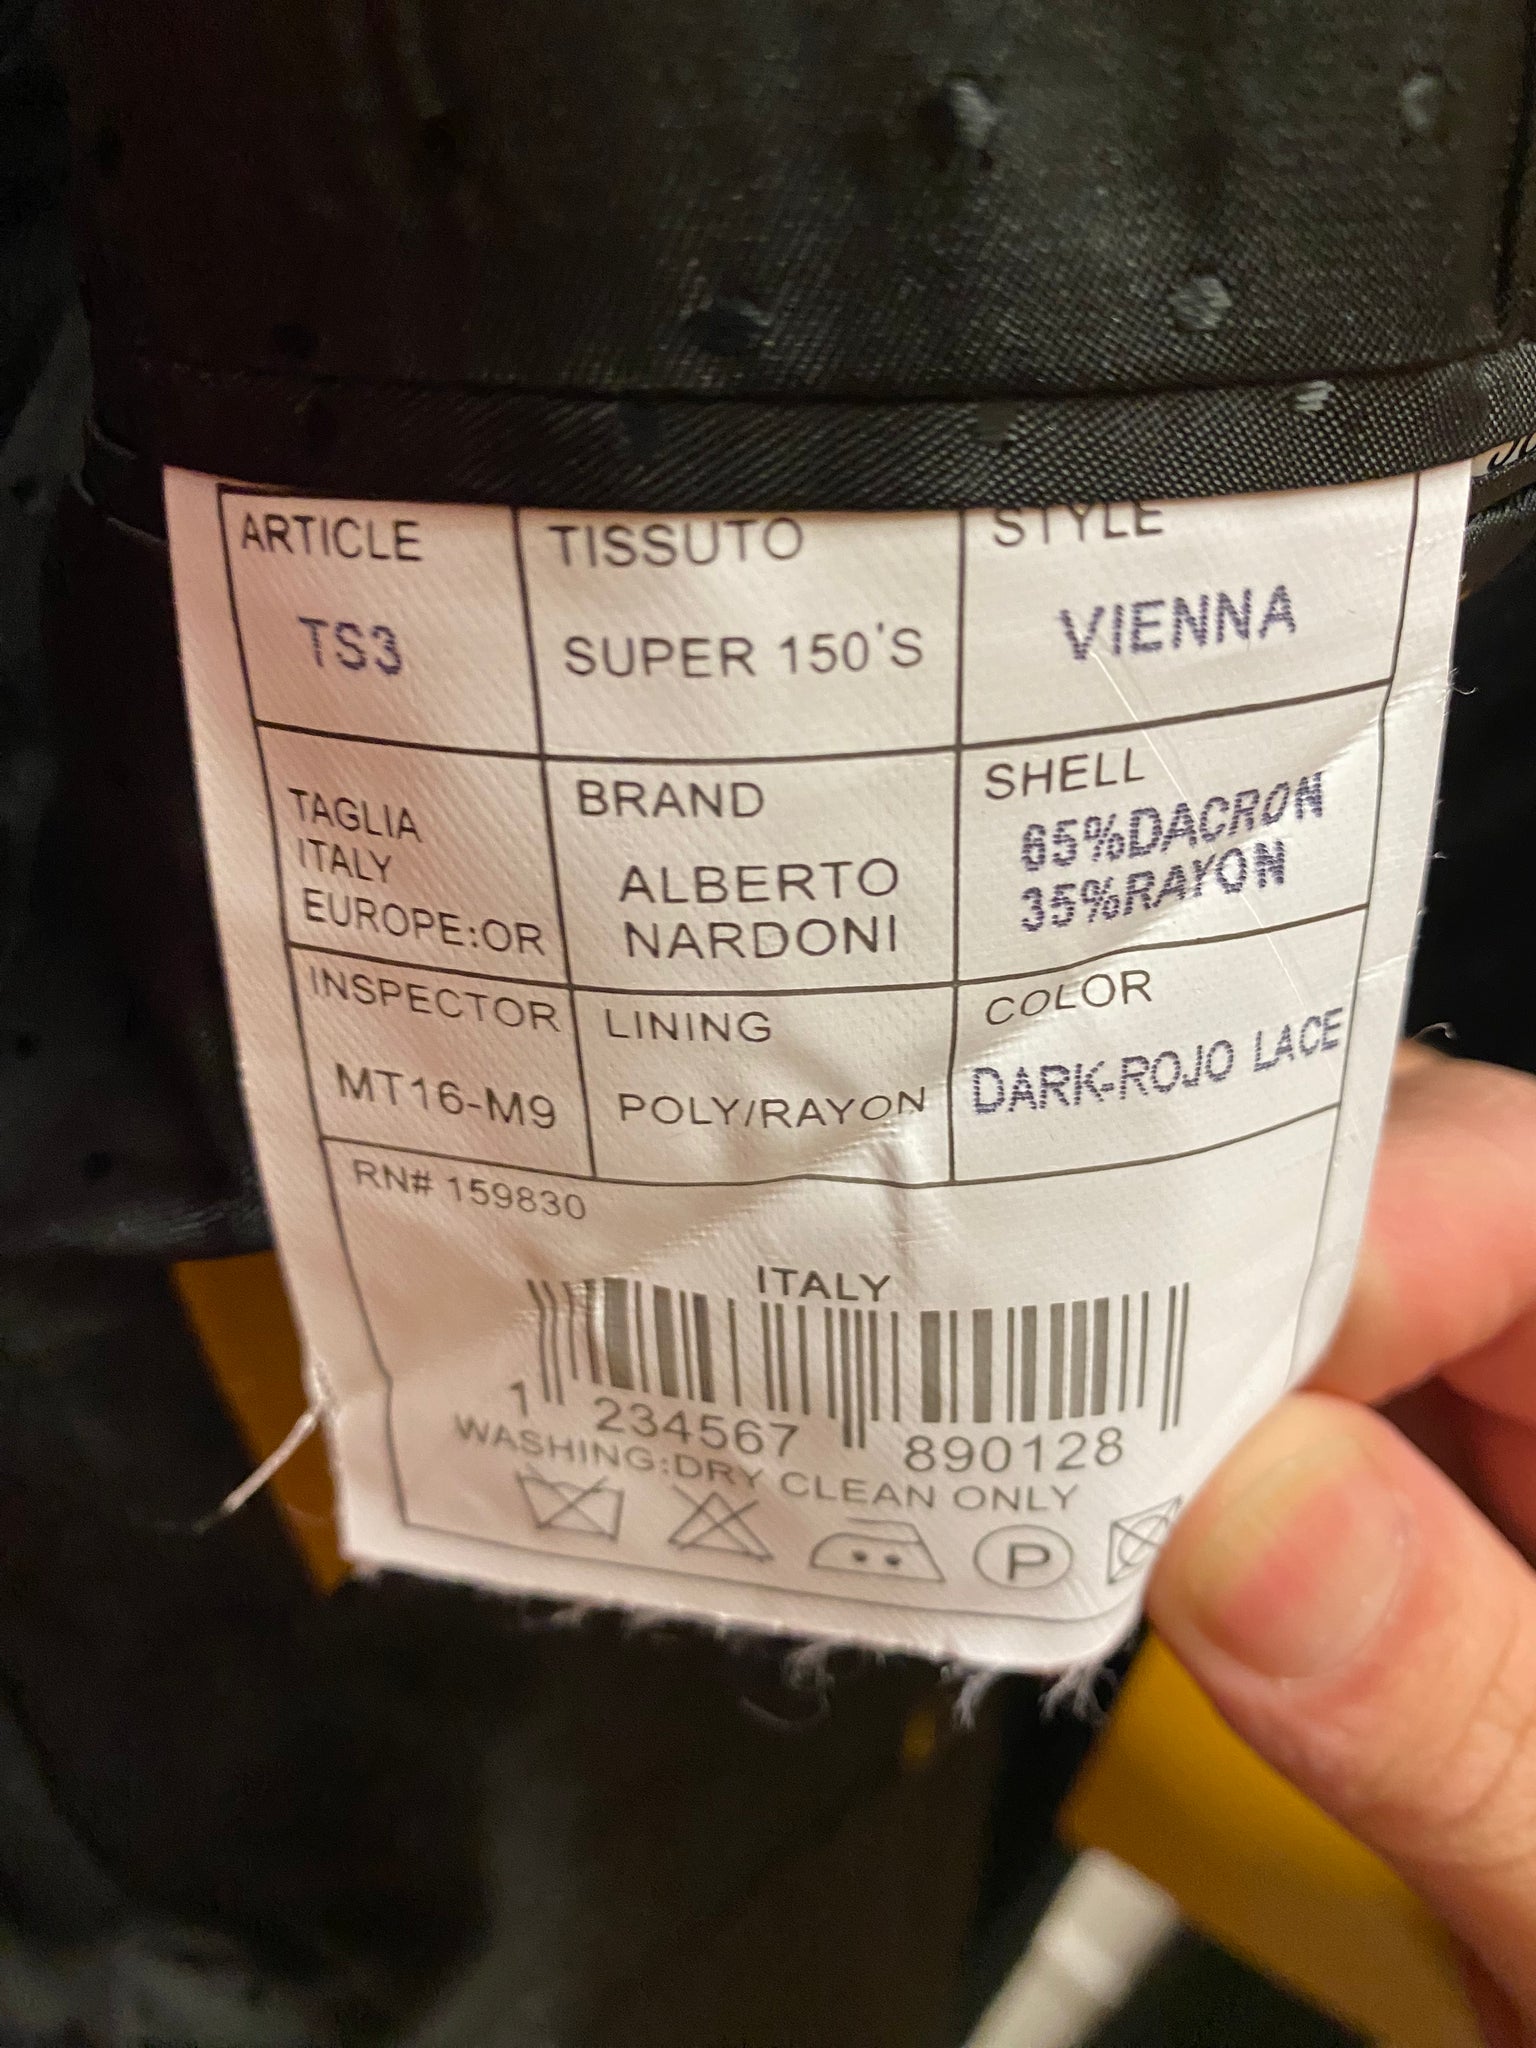 ARTICLE
TS3
TISSUTO
SUPER 150'S
STYLE
VIENNA
TAGLIA
ITALY
EUROPE:OR
BRAND
ALBERTO
NARDONI
SHELL
65%DACRON
35%RAYON
INSPECTOR
MT16-M9
LINING
POLY/RAYON
COLOR
DARK-ROJO LACE
RN# 159830
ITALY
1 234567 890128
WASHING:DRY CLEAN ONLY
P